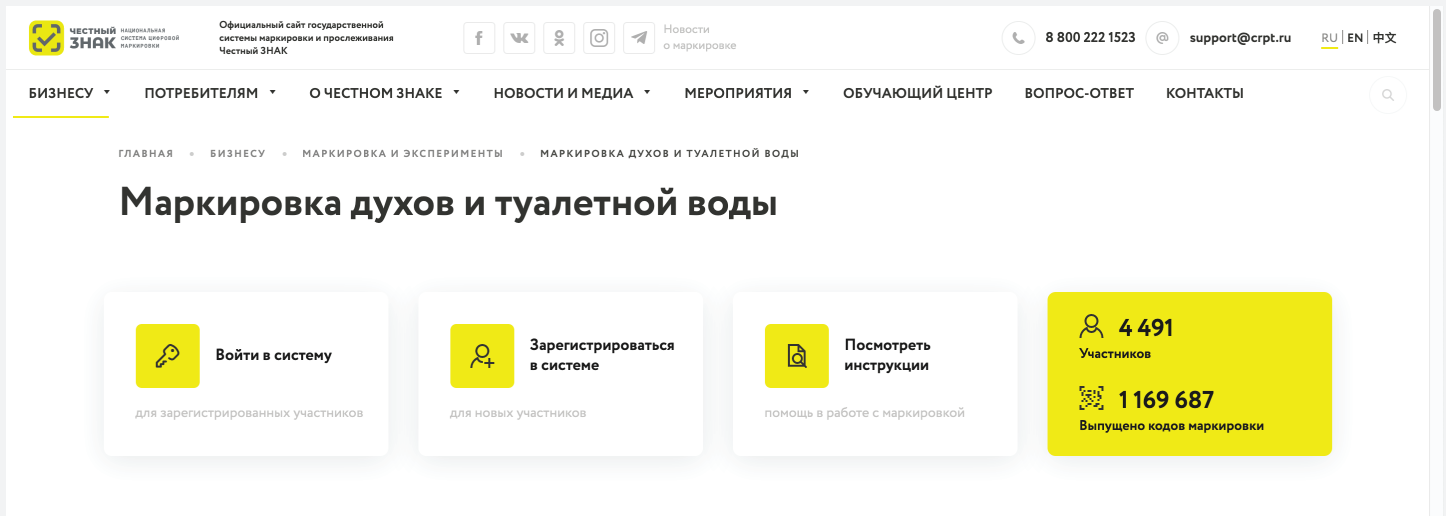 ЧЕСТНЫЙ
ЗНАК
НАЦИОНАЛЬНАЯ
СИСТЕМА ЦИФРОВОЙ
МАРКИРОВКИ
Официальный сайт государственной
системы маркировки и прослеживания
Честный ЗНАК
Новости
о маркировке
8 800 222 1523
support@crpt.ru
RU | EN | 中文
БИЗНЕСУ ПОТРЕБИТЕЛЯМ О ЧЕСТНОМ ЗНАКЕ НОВОСТИ И МЕДИА МЕРОПРИЯТИЯ ОБУЧАЮЩИЙ ЦЕНТР ВОПРОС-ОТВЕТ КОНТАКТЫ
ГЛАВНАЯ • БИЗНЕСУ • МАРКИРОВКА И ЭКСПЕРИМЕНТЫ • МАРКИРОВКА ДУХОВ И ТУАЛЕТНОЙ ВОДЫ
Маркировка духов и туалетной воды
Войти в систему
для зарегистрированных участников
Зарегистрироваться
в системе
для новых участников
Посмотреть
инструкции
помощь в работе с маркировкой
4 491
Участников
1 169 687
Выпущено кодов маркировки